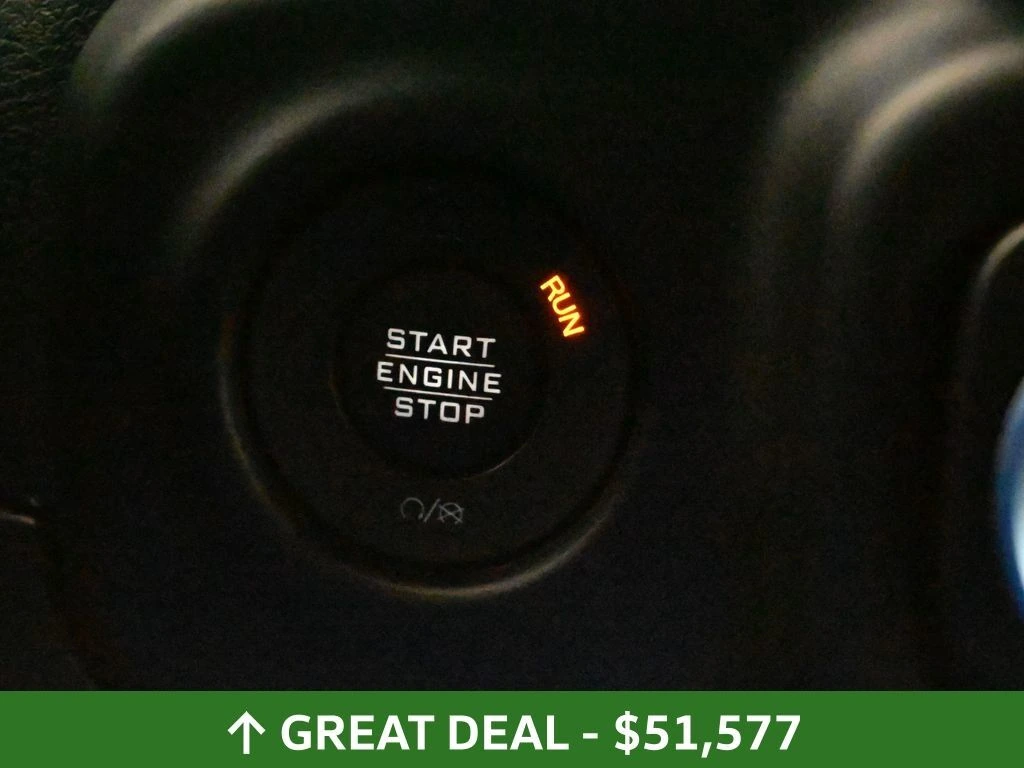 RUN
START
ENGINE
STOP
↑ GREAT DEAL - $51,577